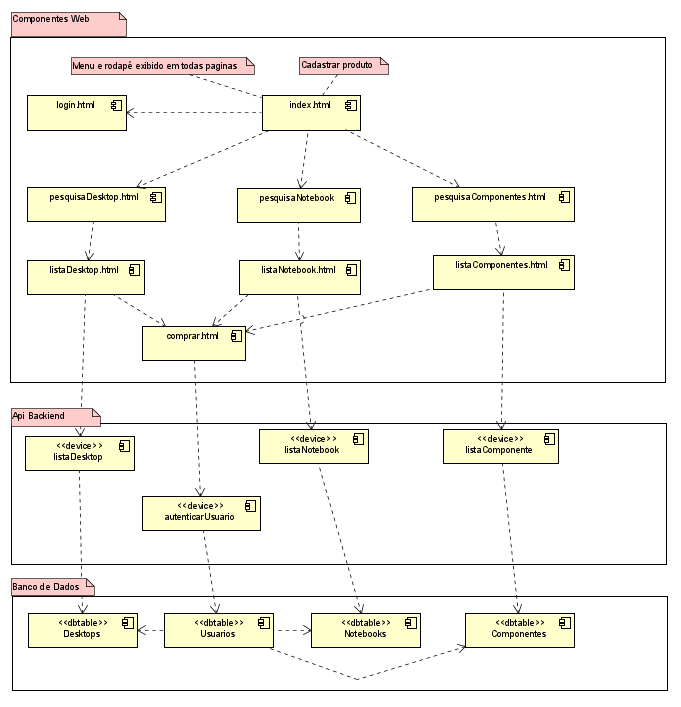 Componentes Web
Menu e rodapé exibido em todas paginas
Cadastrar produto
login.html
index.html
pesquisaDesktop.html
pesquisaNotebook
pesquisaComponentes.html
listaDesktop.html
listaNotebook.html
listaComponentes.html
comprar.html
Api Backiend
<<device>>
listaDesktop
<<device>>
listaNotebook
<<device>>
listaComponente
<<device>>
autenticarUsuario
Banco de Dados
<<dbtable>>
Desktops
<<dbtable>>
Usuarios
<<dbtable>>
Notebooks
<<dbtable>>
Componentes